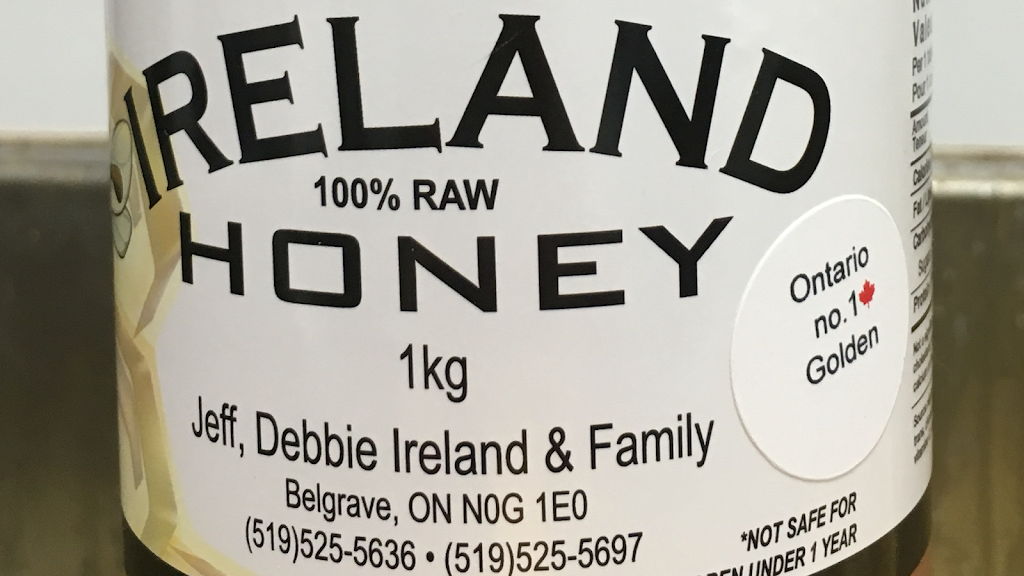 IRELAND
100% RAW
HONEY
1kg
Jeff, Debbie Ireland & Family
Belgrave, ON N0G 1E0
(519)525-5636 • (519)525-5697
Ontario
no.1
Golden
*NOT SAFE FOR
UNDER 1 YEAR